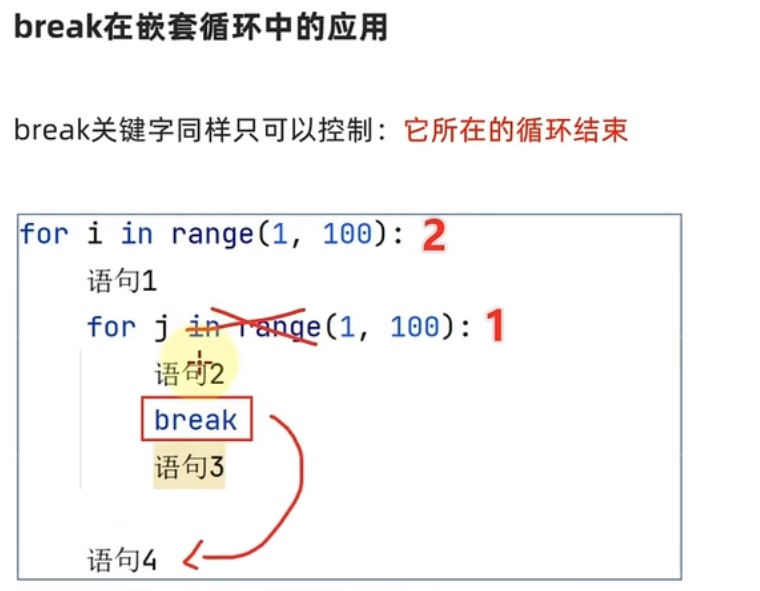 break在嵌套循环中的应用
break关键字同样只可以控制：它所在的循环结束
for i in range(1, 100): 2
语句1
for j in range(1, 100): 1
语句2
break
语句3
语句4